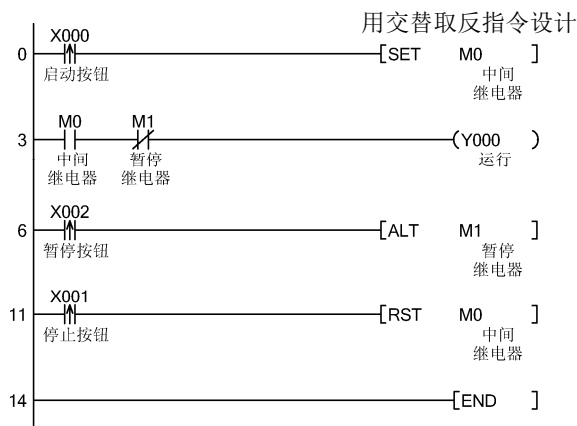 用交替取反指令设计
X000
0 [SET M0 ]
启动按钮 中间
继电器
M0 M1
3 (Y000 )
中间 暂停 运行
继电器 继电器
X002
6 [ALT M1 ]
暂停按钮 暂停
继电器
X001
11 [RST M0 ]
停止按钮 中间
继电器
14 [END ]